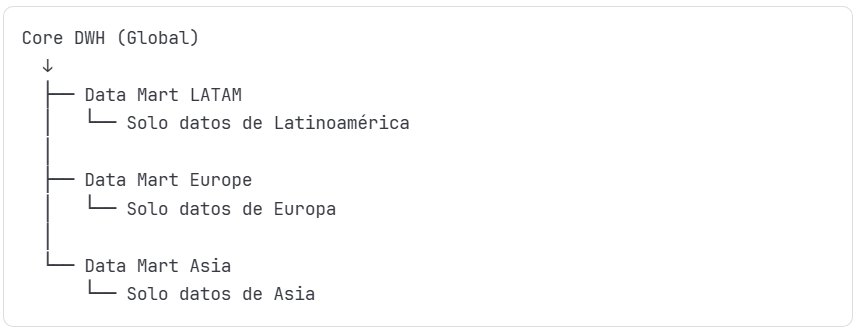 Core DWH (Global)
  ↓
  ├── Data Mart LATAM
  │   └── Solo datos de Latinoamérica
  │
  ├── Data Mart Europe
  │   └── Solo datos de Europa
  │
  └── Data Mart Asia
      └── Solo datos de Asia